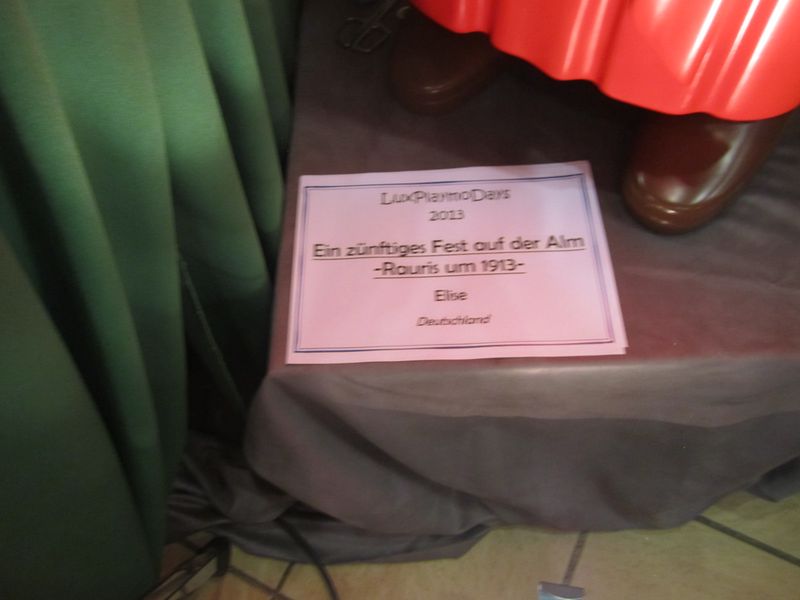 LuxPlaymoDays
2013
Ein zünftiges Fest auf der Alm
-Rauris um 1913-
Elise
Deutschland